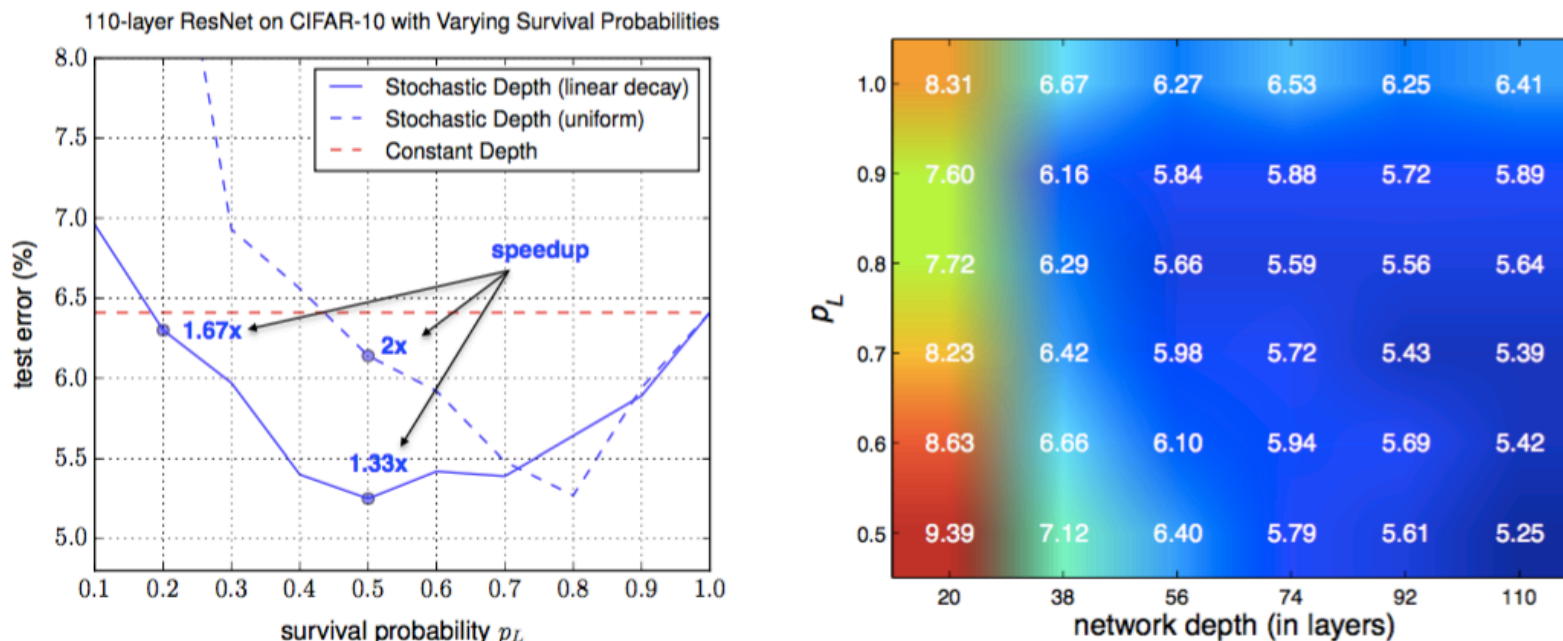 110-layer ResNet on CIFAR-10 with Varying Survival Probabilities
8.0
7.5
7.0
6.5
6.0
5.5
5.0
test error (%)
Stochastic Depth (linear decay)
Stochastic Depth (uniform)
Constant Depth
speedup
1.67x
2x
1.33x
0.1 0.2 0.3 0.4 0.5 0.6 0.7 0.8 0.9 1.0
survival probability p_L
p_L
1.0 8.31 6.67 6.27 6.53 6.25 6.41
0.9 7.60 6.16 5.84 5.88 5.72 5.89
0.8 7.72 6.29 5.66 5.59 5.56 5.64
0.7 8.23 6.42 5.98 5.72 5.43 5.39
0.6 8.63 6.66 6.10 5.94 5.69 5.42
0.5 9.39 7.12 6.40 5.79 5.61 5.25
20 38 56 74 92 110
network depth (in layers)